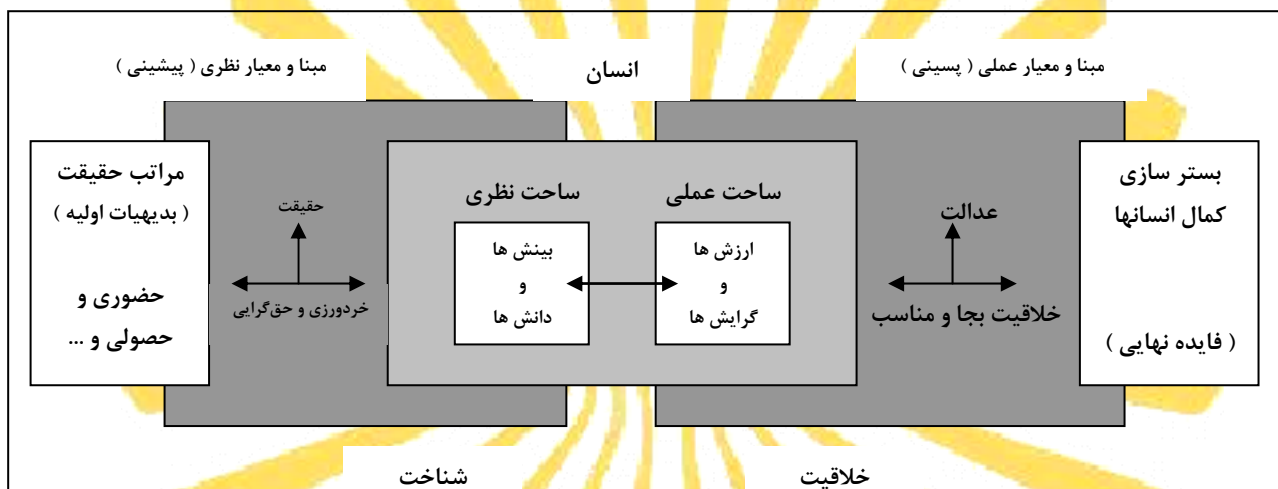 مبنا و معیار عملی ( پسینی )
انسان
مبنا و معیار نظری ( پیشینی )
بستر سازی
کمال انسانها
( فایده نهایی )
عدالت
خلاقیت بجا و مناسب
ساحت عملی
ارزش ها
و
گرایش ها
ساحت نظری
بینش ها
و
دانش ها
حقیقت
خردورزی و حق‌گرایی
مراتب حقیقت
( بدیهیات اولیه )
حضوری و
حصولی و ...
خلاقیت
شناخت